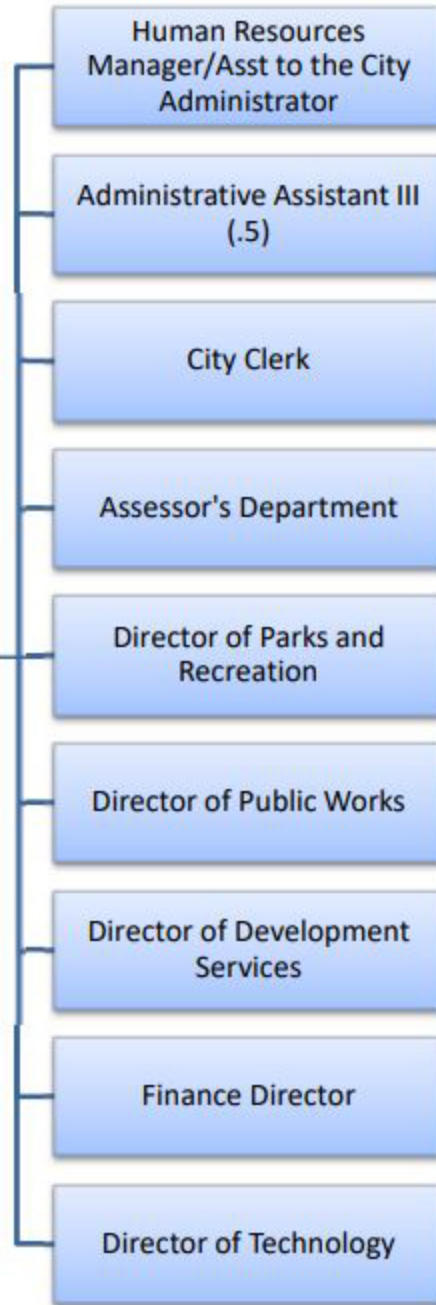 Human Resources
Manager/Asst to the City
Administrator
Administrative Assistant III
(.5)
City Clerk
Assessor's Department
Director of Parks and
Recreation
Director of Public Works
Director of Development
Services
Finance Director
Director of Technology